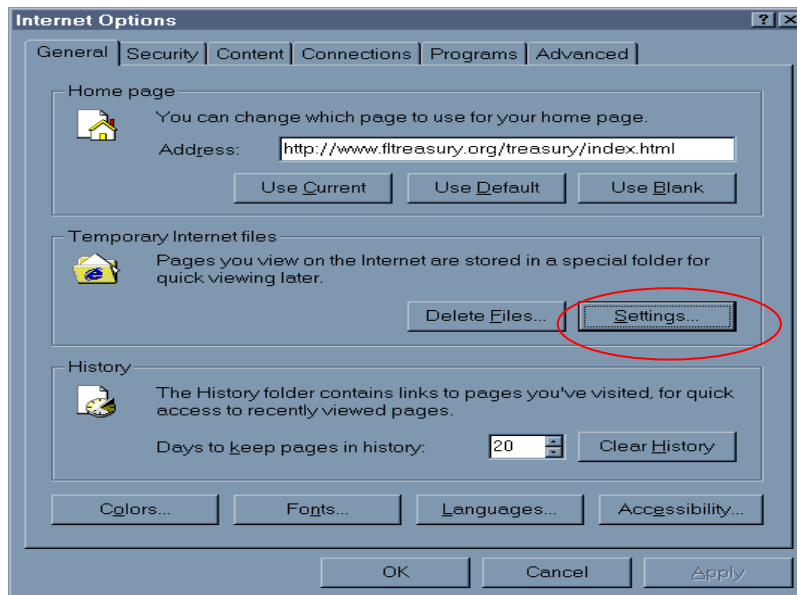 Internet Options
General Security Content Connections Programs Advanced
Home page
You can change which page to use for your home page.
Address: http://www.fltreasury.org/treasury/index.html
Use Current Use Default Use Blank
Temporary Internet files
Pages you view on the Internet are stored in a special folder for
quick viewing later.
Delete Files... Settings...
History
The History folder contains links to pages you've visited, for quick
access to recently viewed pages.
Days to keep pages in history: 20 Clear History
Colors... Fonts... Languages... Accessibility...
OK Cancel Apply